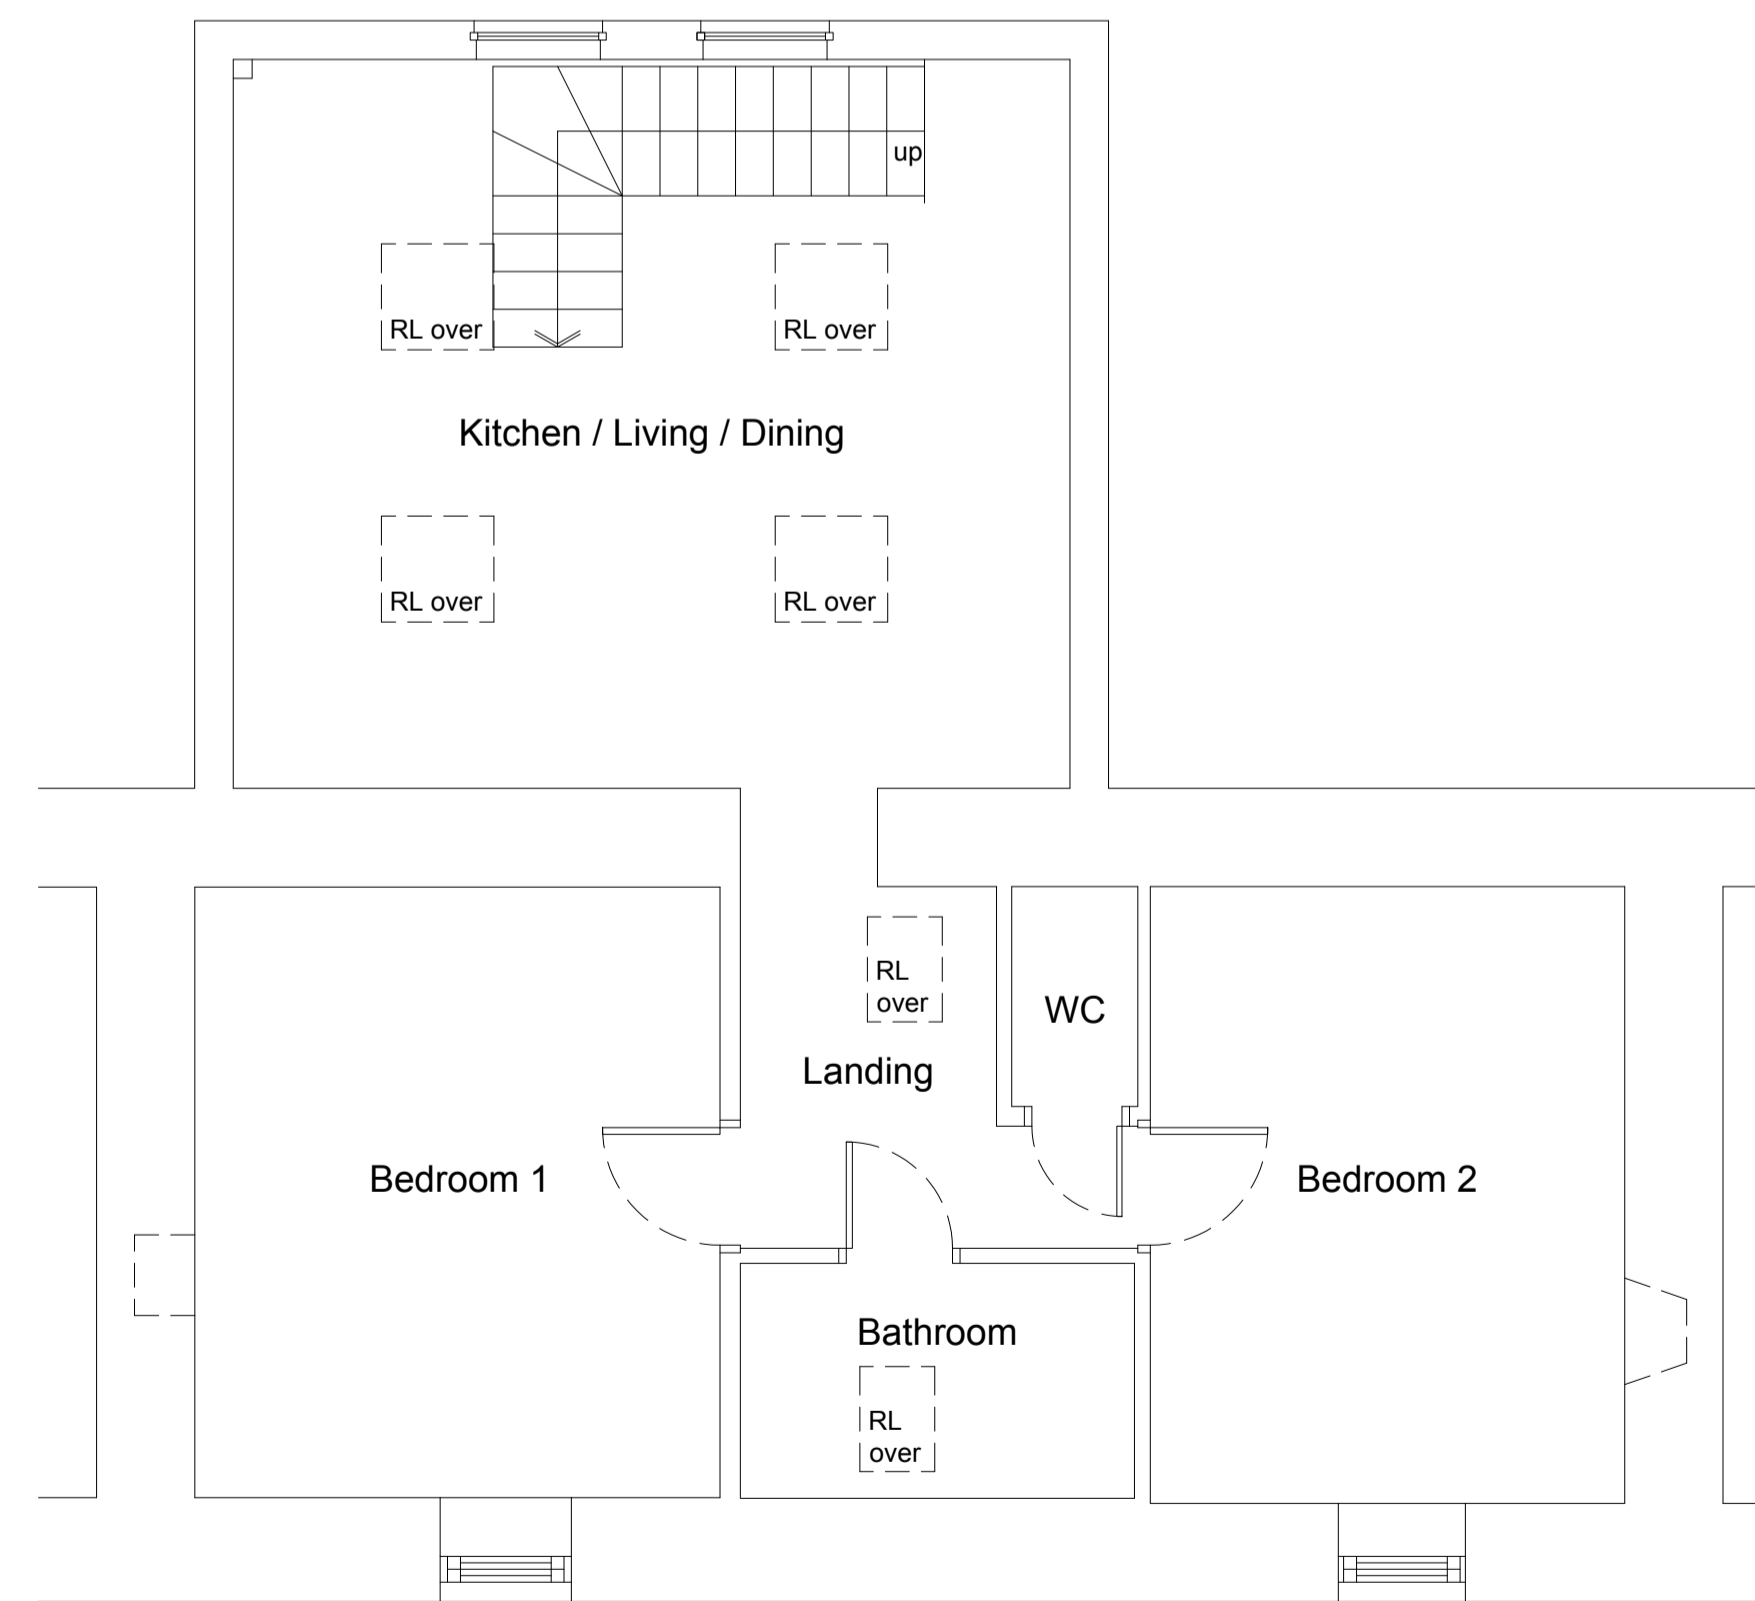 up
RL over
RL over
Kitchen / Living / Dining
RL over
RL over
RL
over
WC
Landing
Bedroom 1
Bedroom 2
Bathroom
RL
over